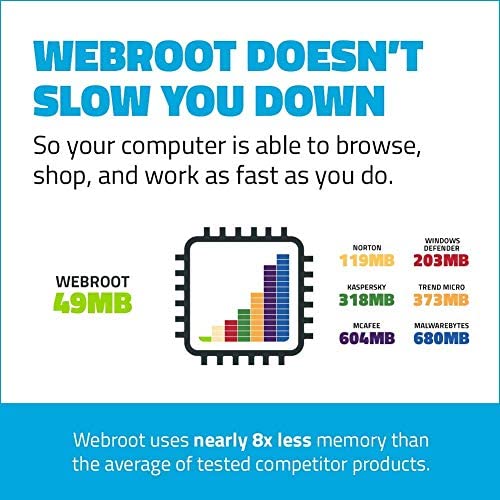 WEBROOT DOESN'T
SLOW YOU DOWN
So your computer is able to browse,
shop, and work as fast as you do.
WEBROOT
49MB
NORTON
119MB
WINDOWS
DEFENDER
203MB
KASPERSKY
318MB
TREND MICRO
373MB
MCAFEE
604MB
MALWAREBYTES
680MB
Webroot uses nearly 8x less memory than
the average of tested competitor products.